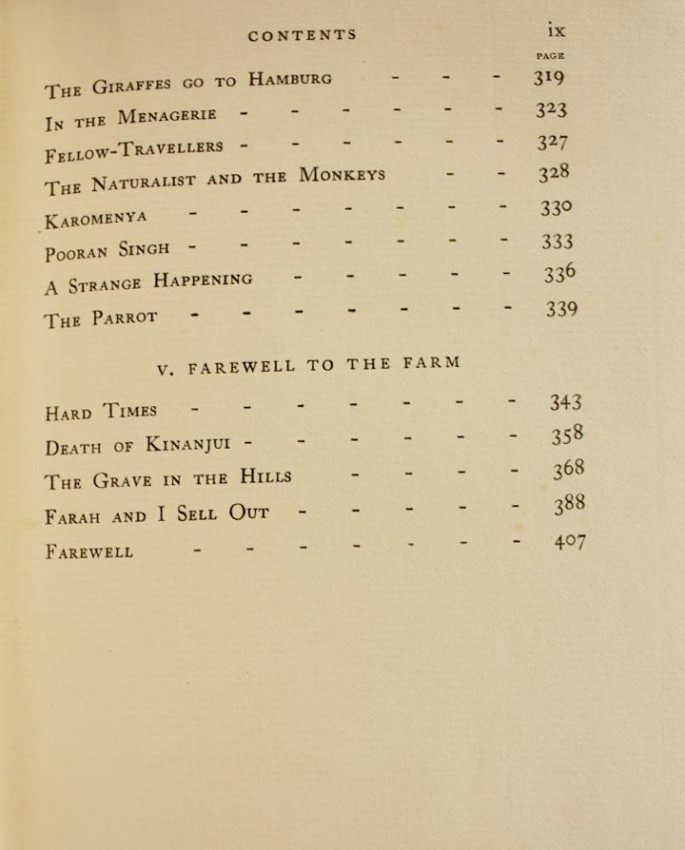 CONTENTS ix
PAGE
THE GIRAFFES GO TO HAMBURG - - - 319
IN THE MENAGERIE - - - - - - 323
FELLOW-TRAVELLERS - - - - - - 327
THE NATURALIST AND THE MONKEYS - - 328
KAROMENYA - - - - - - - 330
POORAN SINGH - - - - - - - 333
A STRANGE HAPPENING - - - - - 336
THE PARROT - - - - - - - 339
V. FAREWELL TO THE FARM
HARD TIMES - - - - - - - 343
DEATH OF KINANJUI - - - - - - 358
THE GRAVE IN THE HILLS - - - - 368
FARAH AND I SELL OUT - - - - - 388
FAREWELL - - - - - - - 407